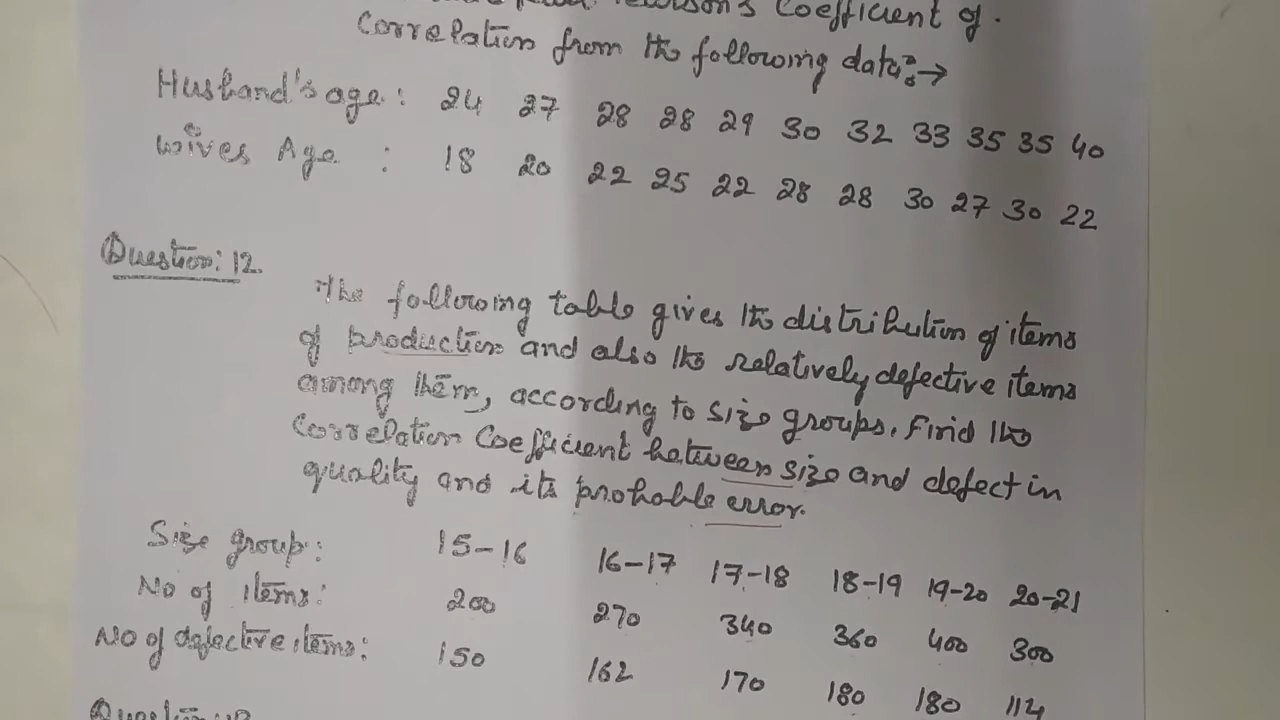 Coefficient of.
Correlation from the following data:→
Husband's age: 24 27 28 28 29 30 32 33 35 35 40
Wives Age : 18 20 22 25 22 28 28 30 27 30 22
Question: 12.
The following table gives the distribution of items
of production and also the relatively defective items
among them, according to size groups. Find the
Correlation Coefficient between size and defect in
quality and its probable error.
Size group: 15-16 16-17 17-18 18-19 19-20 20-21
No of items: 200 270 340 360 400 300
No of defective items: 150 162 170 180 180 114